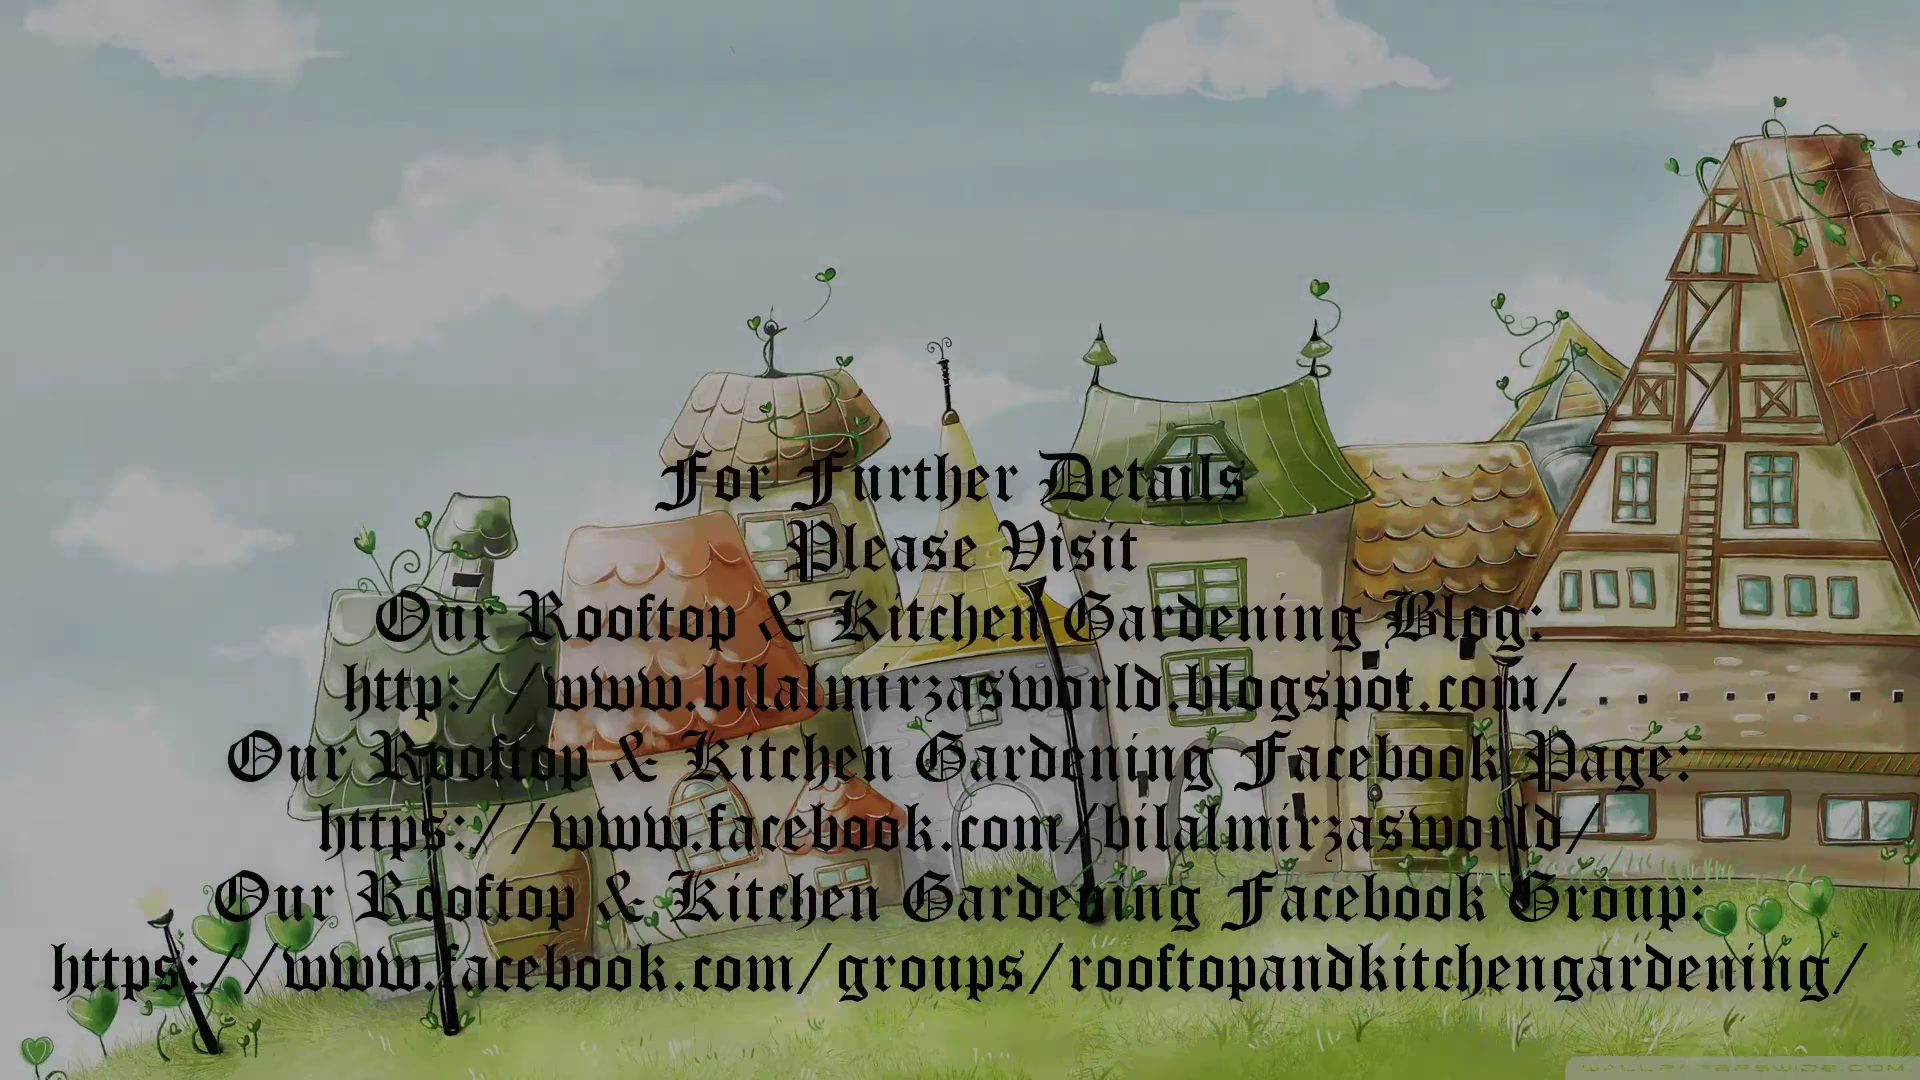 For Further Details
Please Visit
Our Rooftop & Kitchen Gardening Blog:
http://www.bilalmirzasworld.blogspot.com/
Our Rooftop & Kitchen Gardening Facebook Page:
https://www.facebook.com/bilalmirzasworld/
Our Rooftop & Kitchen Gardening Facebook Group:
https://www.facebook.com/groups/rooftopandkitchengardening/
WALLPAPERSWIDE.COM